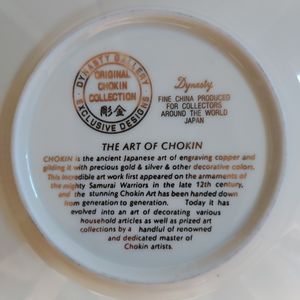 DYNASTY GALLERY
ORIGINAL
CHOKIN
COLLECTION
彫金
EXCLUSIVE DESIGNS
Dynasty
FINE CHINA PRODUCED
FOR COLLECTORS
AROUND THE WORLD
JAPAN
THE ART OF CHOKIN
CHOKIN is the ancient Japanese art of engraving copper and
gilding it with precious gold & silver & other decorative colors.
This incredible art work first appeared on the armaments of
the mighty Samurai Warriors in the late 12th century,
and the stunning Chokin Art has been handed down
from generation to generation. Today it has
evolved into an art of decorating various
household articles as well as prized art
collections by a handful of renowned
and dedicated master of
Chokin artists.